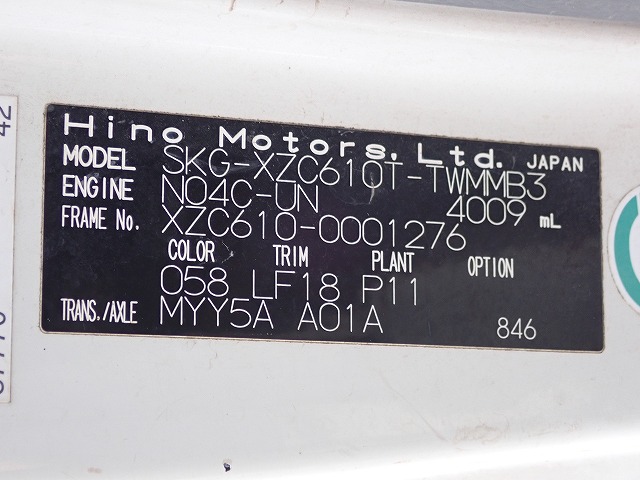 Hino Motors, Ltd. JAPAN
MODEL SKG-XZC610T-TWMMB3
ENGINE N04C-UN 4009 mL
FRAME No. XZC610-0001276
COLOR TRIM PLANT OPTION
058 LF18 P11
TRANS./AXLE MYY5A A01A 846
42